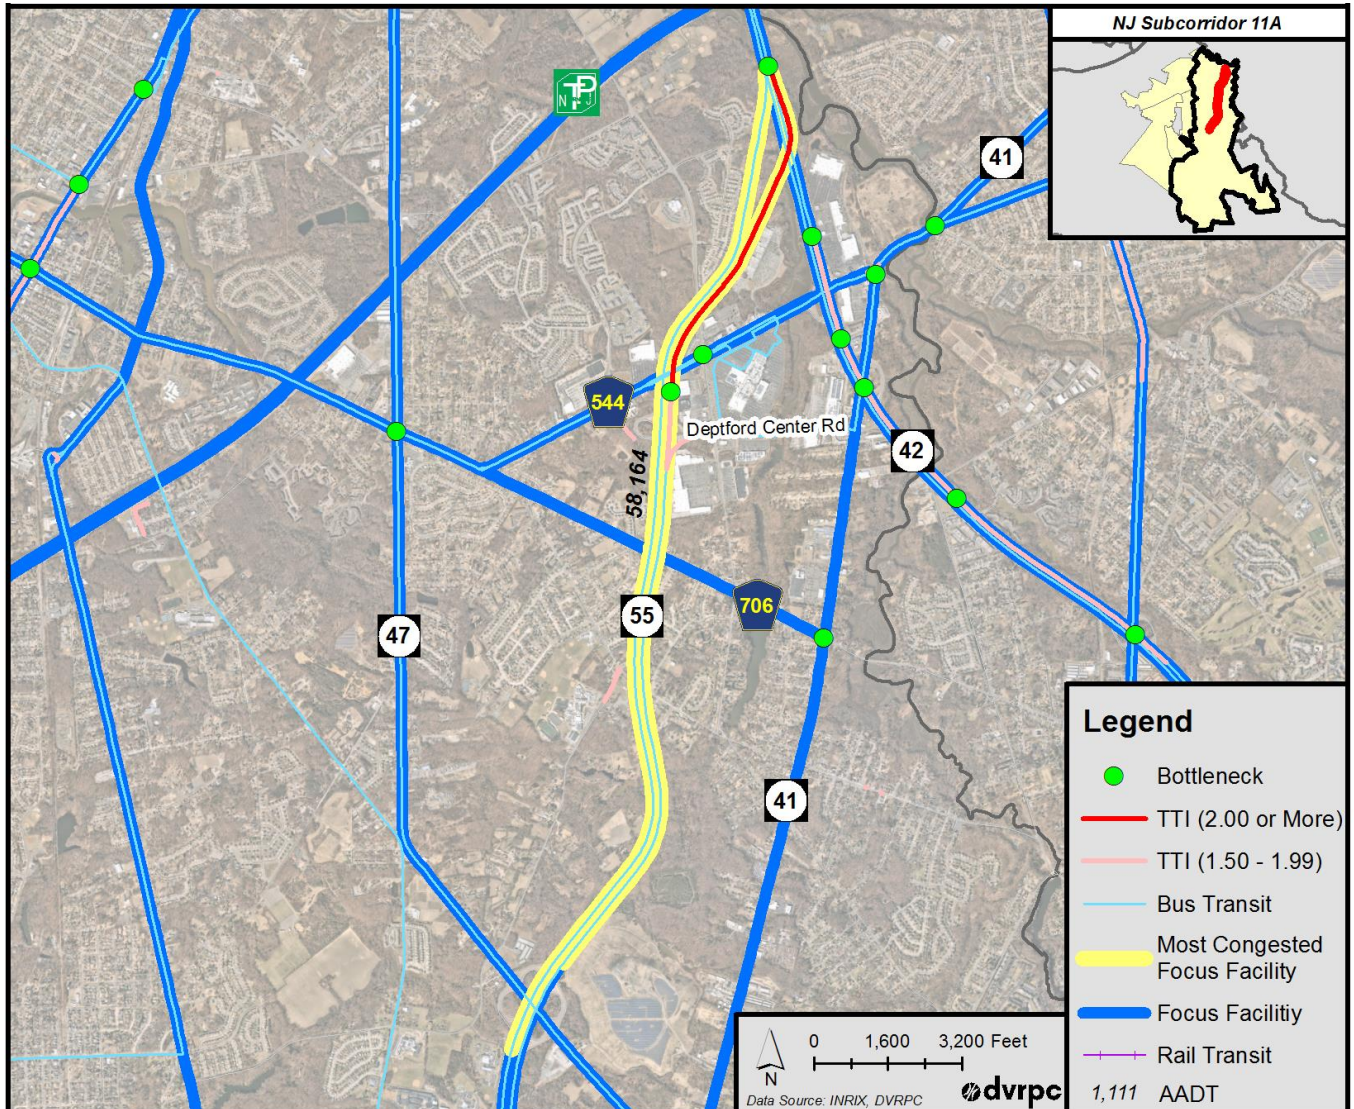 NJ Subcorridor 11A
NJ TP
41
544
Deptford Center Rd
42
58,164
55
706
47
41
Legend
Bottleneck
TTI (2.00 or More)
TTI (1.50 - 1.99)
Bus Transit
Most Congested
Focus Facility
Focus Facilitiy
Rail Transit
1,111 AADT
0 1,600 3,200 Feet
N
Data Source: INRIX, DVRPC
dvrpc